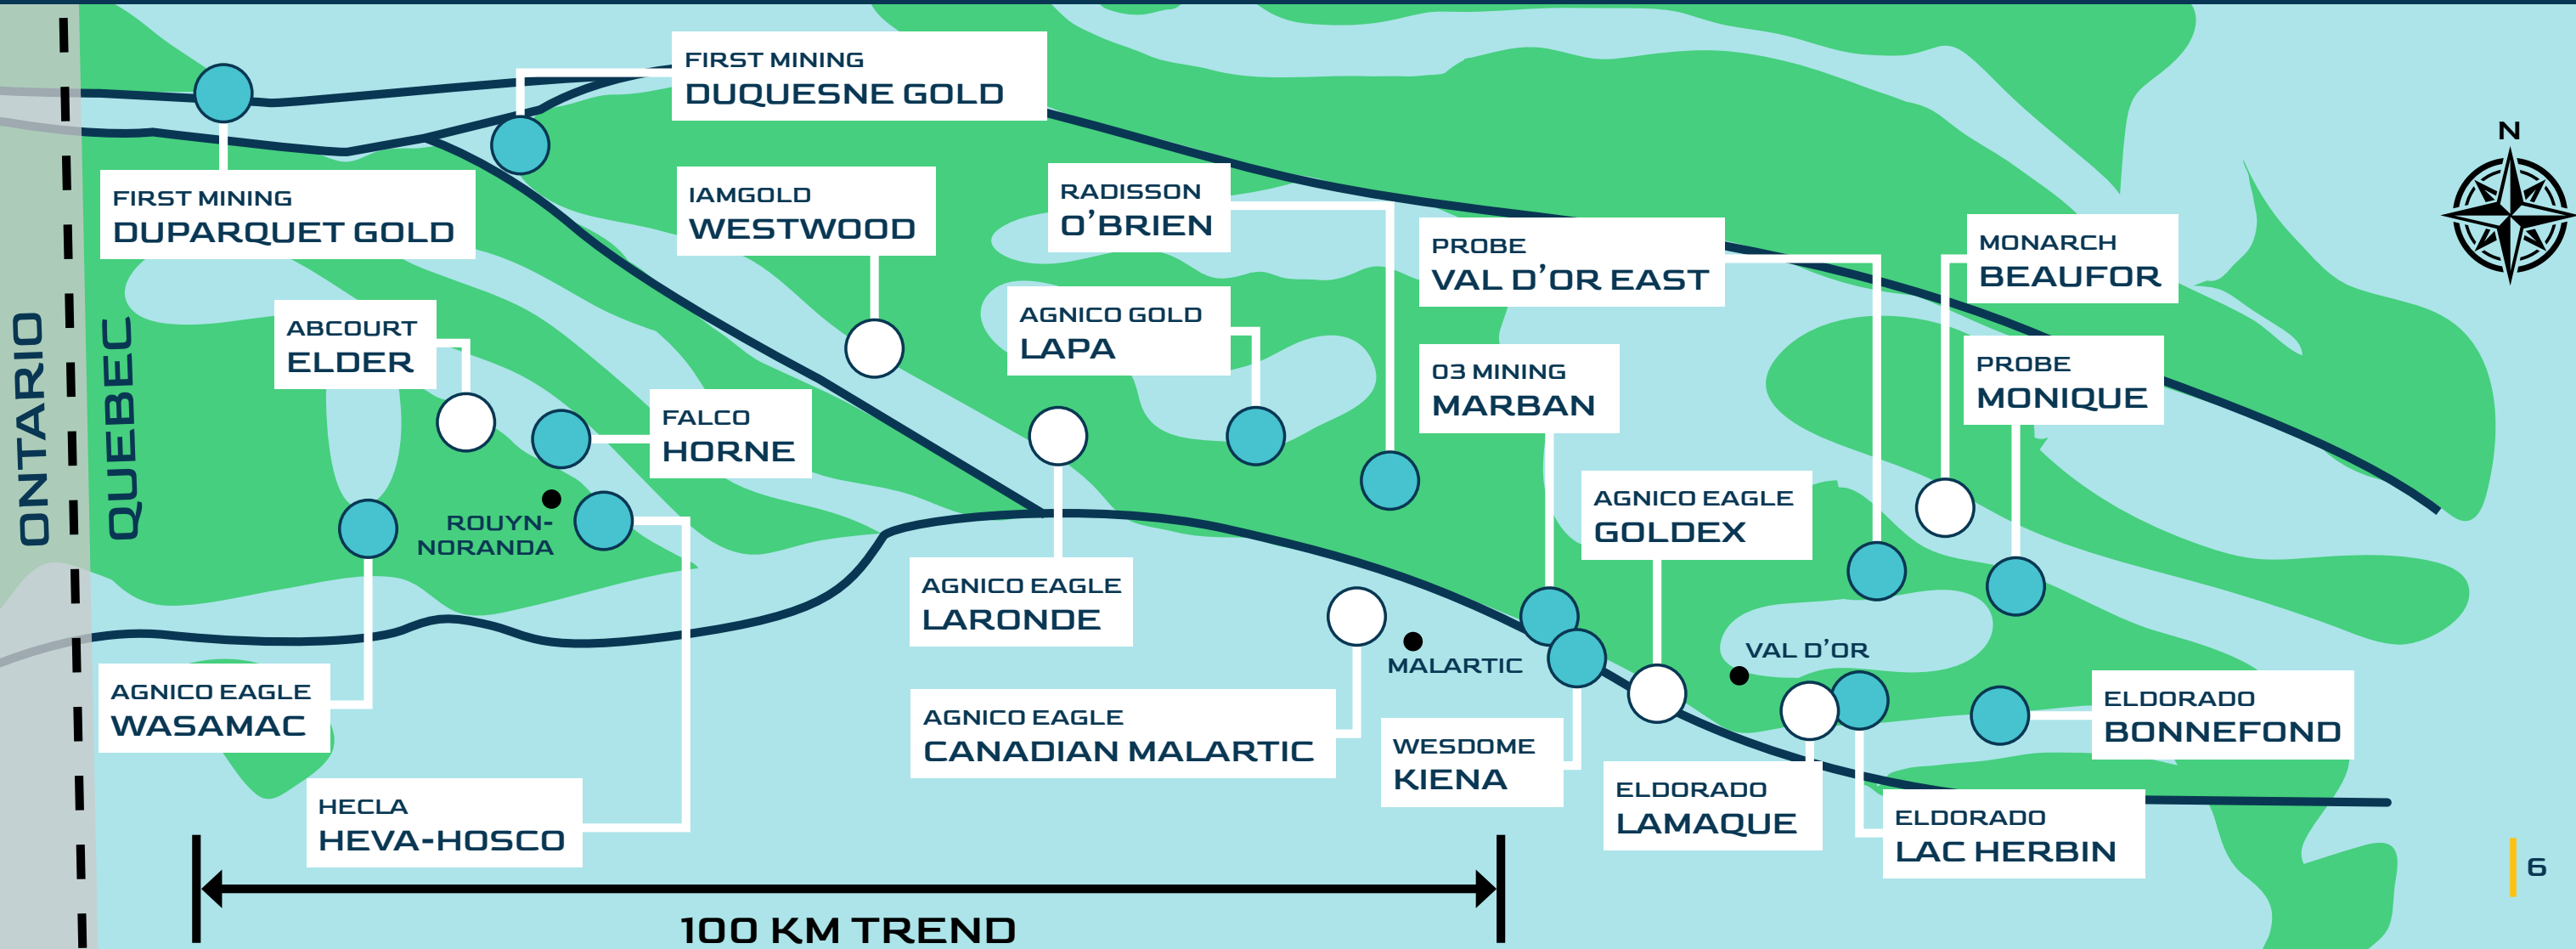 FIRST MINING
DUQUESNE GOLD
N
FIRST MINING
DUPARQUET GOLD
IAMGOLD
WESTWOOD
RADISSON
O’BRIEN
PROBE
VAL D’OR EAST
MONARCH
BEAUFOR
ABCOURT
ELDER
AGNICO GOLD
LAPA
03 MINING
MARBAN
PROBE
MONIQUE
ONTARIO
QUEBEC
FALCO
HORNE
AGNICO EAGLE
GOLDEX
ROUYN-
NORANDA
AGNICO EAGLE
LARONDE
MALARTIC
VAL D’OR
AGNICO EAGLE
WASAMAC
AGNICO EAGLE
CANADIAN MALARTIC
WESDOME
KIENA
ELDORADO
BONNEFOND
HECLA
HEVA-HOSCO
ELDORADO
LAMAQUE
ELDORADO
LAC HERBIN
6
100 KM TREND